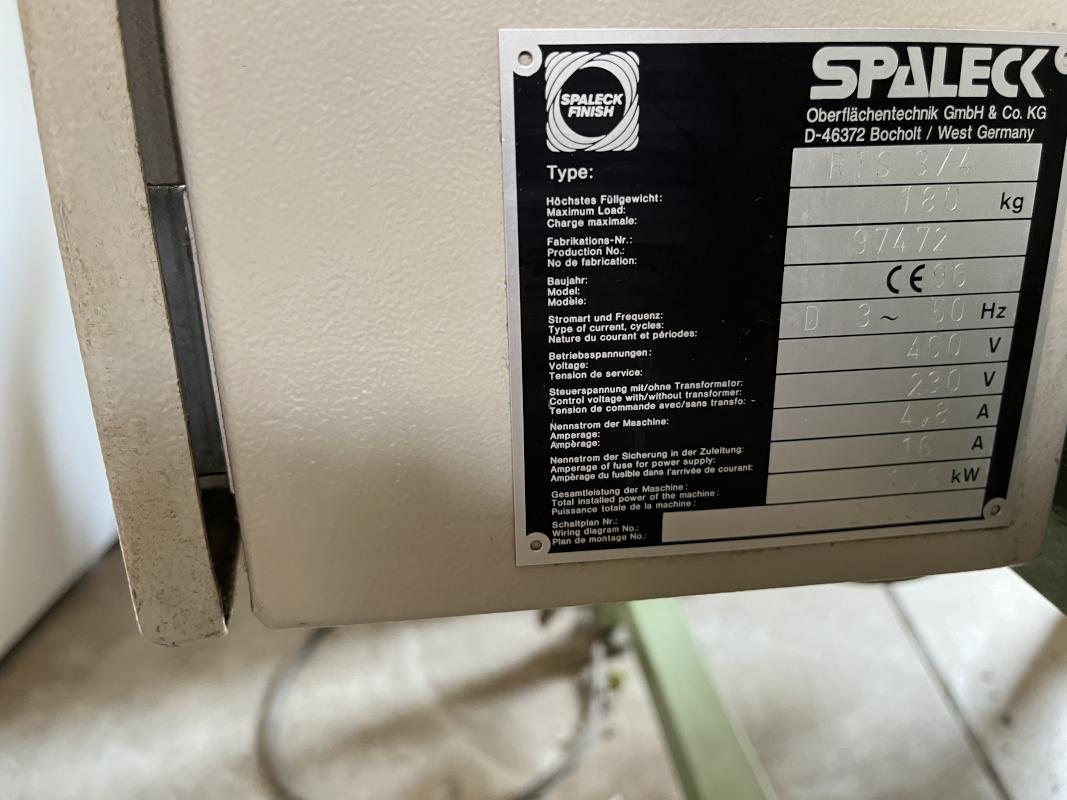 SPALECK
FINISH
SPALECK
Oberflächentechnik GmbH & Co. KG
D-46372 Bocholt / West Germany
Type:
3/4
Höchstes Füllgewicht:
Maximum Load:
Charge maximale:
180 kg
Fabrikations-Nr.:
Production No.:
No de fabrication:
97472
Baujahr:
Model:
Modèle:
CE 96
Stromart und Frequenz:
Type of current, cycles:
Nature du courant et périodes:
D 3~ 50 Hz
Betriebsspannungen:
Voltage:
Tension de service:
400 V
Steuerspannung mit/ohne Transformator:
Control voltage with/without transformer:
Tension de commande avec/sans transfo: -
230 V
Nennstrom der Maschine:
Amperage:
Ampèrage:
4,8 A
Nennstrom der Sicherung in der Zuleitung:
Amperage of fuse for power supply:
Ampèrage du fusible dans l'arrivée de courant:
16 A
Gesamtleistung der Maschine:
Total installed power of the machine:
Puissance totale de la machine:
kW
Schaltplan Nr.:
Wiring diagram No.:
Plan de montage No.: